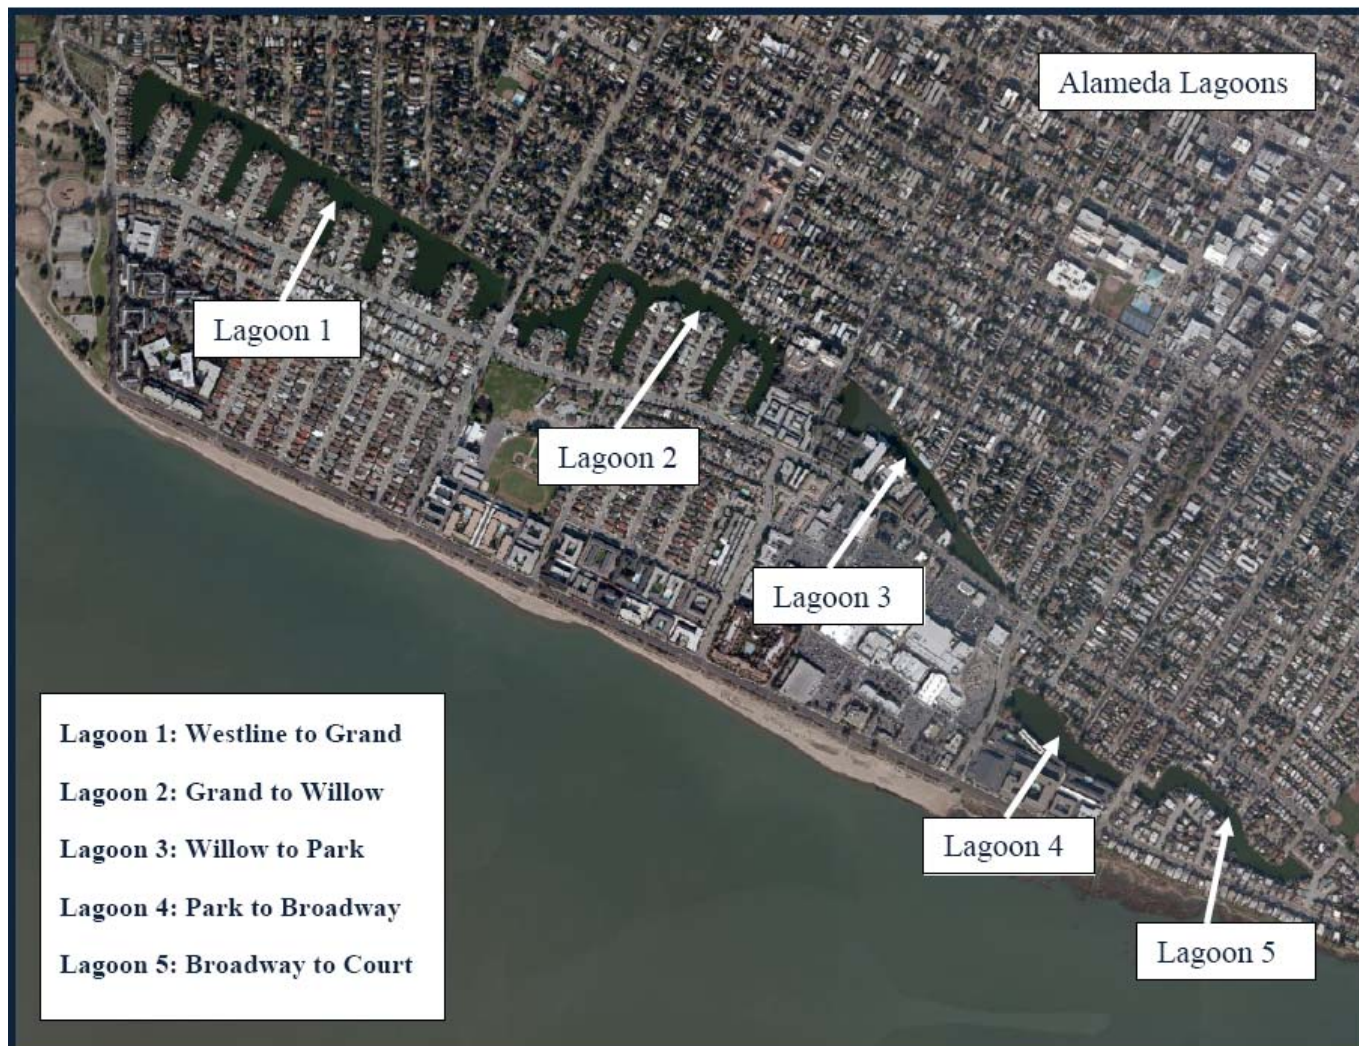 Alameda Lagoons
Lagoon 1
Lagoon 2
Lagoon 3
Lagoon 4
Lagoon 5
Lagoon 1: Westline to Grand
Lagoon 2: Grand to Willow
Lagoon 3: Willow to Park
Lagoon 4: Park to Broadway
Lagoon 5: Broadway to Court